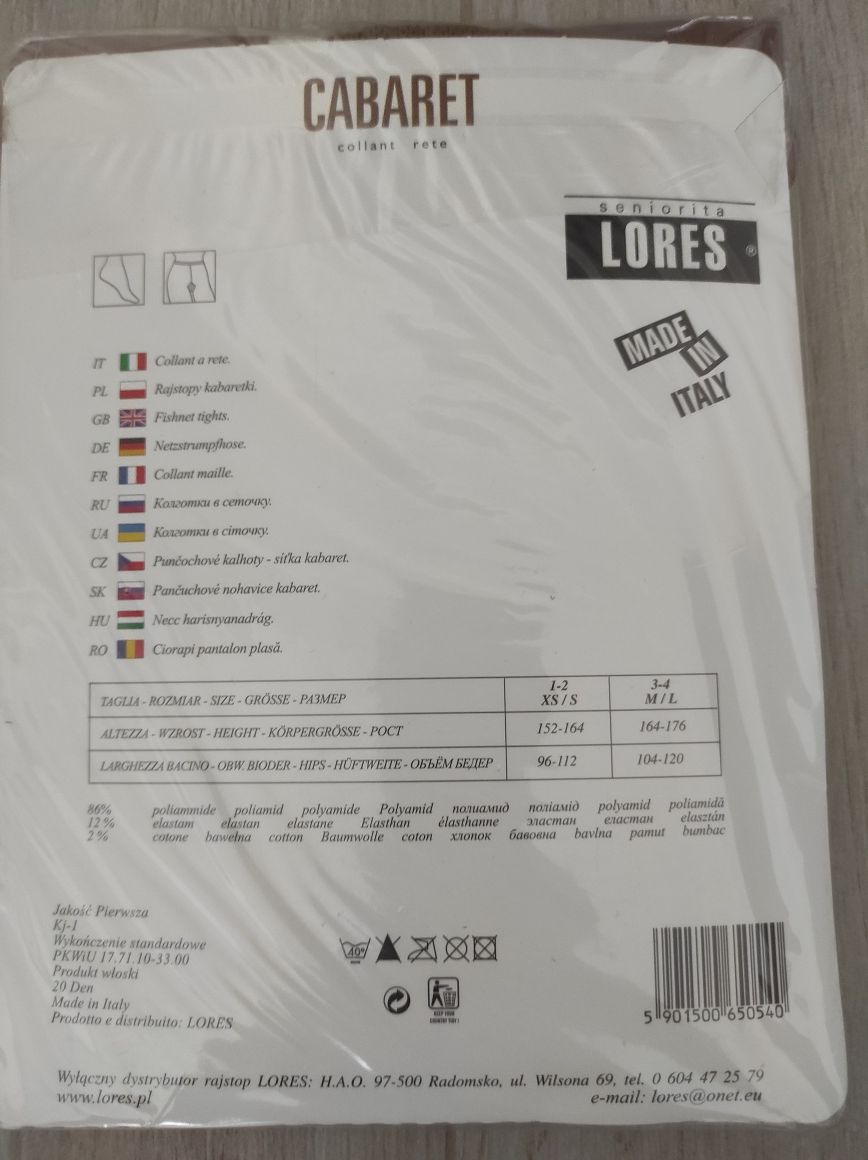 CABARET
collant rete
seniorita
LORES ®
MADE
IN
ITALY
IT Collant a rete.
PL Rajstopy kabaretki.
GB Fishnet tights.
DE Netzstrumpfhose.
FR Collant maille.
RU Колготки в сеточку.
UA Колготки в сіточку.
CZ Punčochové kalhoty - síťka kabaret.
SK Pančuchové nohavice kabaret.
HU Necc harisnyanadrág.
RO Ciorapi pantalon plasă.
TAGLIA - ROZMIAR - SIZE - GRÖSSE - РАЗМЕР 1-2 XS / S 3-4 M / L
ALTEZZA - WZROST - HEIGHT - KÖRPERGRÖSSE - РОСТ 152-164 164-176
LARGHEZZA BACINO - OBW. BIODER - HIPS - HÜFTWEITE - ОБЪЁМ БЕДЕР 96-112 104-120
86% poliammide poliamid polyamide Polyamid полиамид поліамід polyamid poliamidă
12% elastam elastan elastane Elasthan élasthanne эластан еластан elasztán
2% cotone bawełna cotton Baumwolle coton хлопок бавовна bavlna pamut bumbac
Jakość Pierwsza
Kj-1
Wykończenie standardowe
PKWiU 17.71.10-33.00
Produkt włoski
20 Den
Made in Italy
Prodotto e distribuito: LORES
40°
KEEP YOUR
COUNTRY TIDY !
5 901500 650540
Wyłączny dystrybutor rajstop LORES: H.A.O. 97-500 Radomsko, ul. Wilsona 69, tel. 0 604 47 25 79
www.lores.pl e-mail: lores@onet.eu